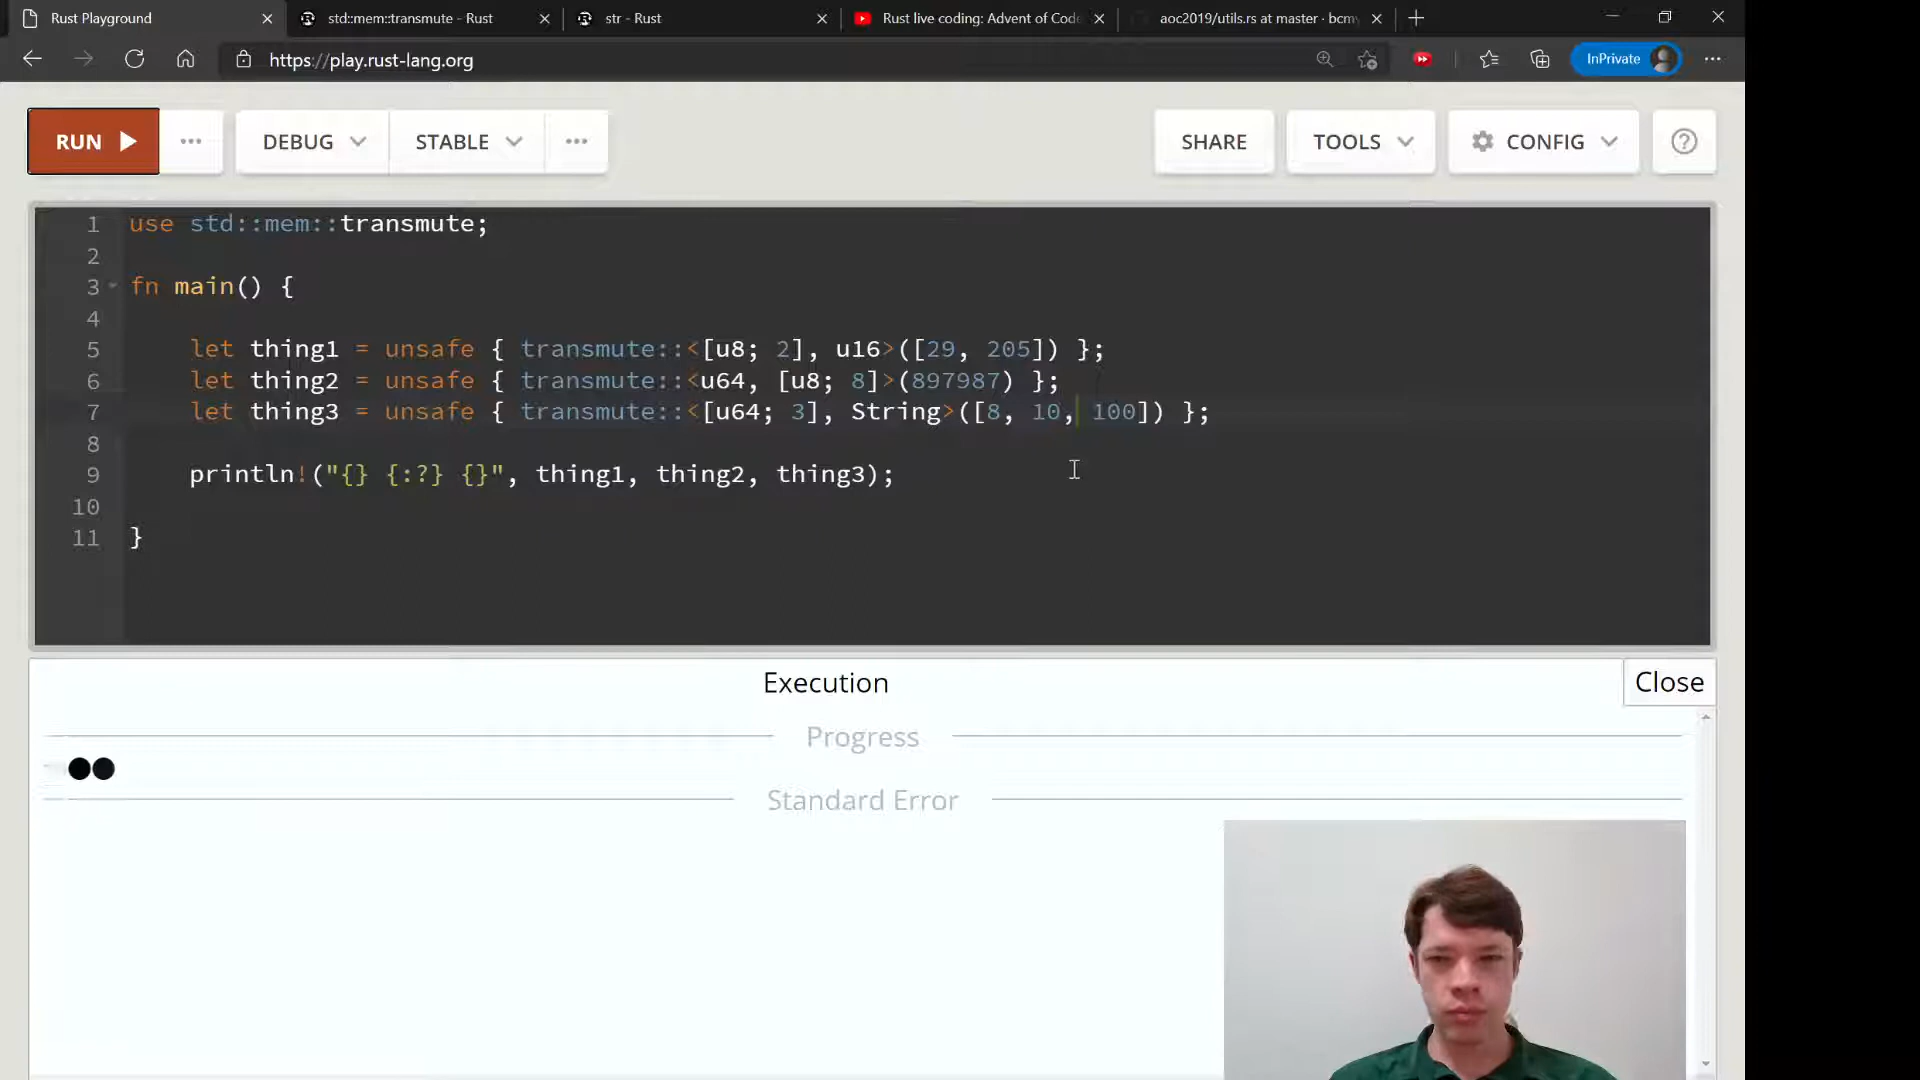 Rust Playground
std::mem::transmute - Rust
str - Rust
Rust live coding: Advent of Code
aoc2019/utils.rs at master · bcmy
https://play.rust-lang.org
InPrivate
RUN
DEBUG
STABLE
SHARE
TOOLS
CONFIG
1 use std::mem::transmute;
2
3 fn main() {
4
5 let thing1 = unsafe { transmute::<[u8; 2], u16>([29, 205]) };
6 let thing2 = unsafe { transmute::<u64, [u8; 8]>(897987) };
7 let thing3 = unsafe { transmute::<[u64; 3], String>([8, 10, 100]) };
8
9 println!("{} {:?} {}", thing1, thing2, thing3);
10
11 }
Execution
Close
Progress
Standard Error